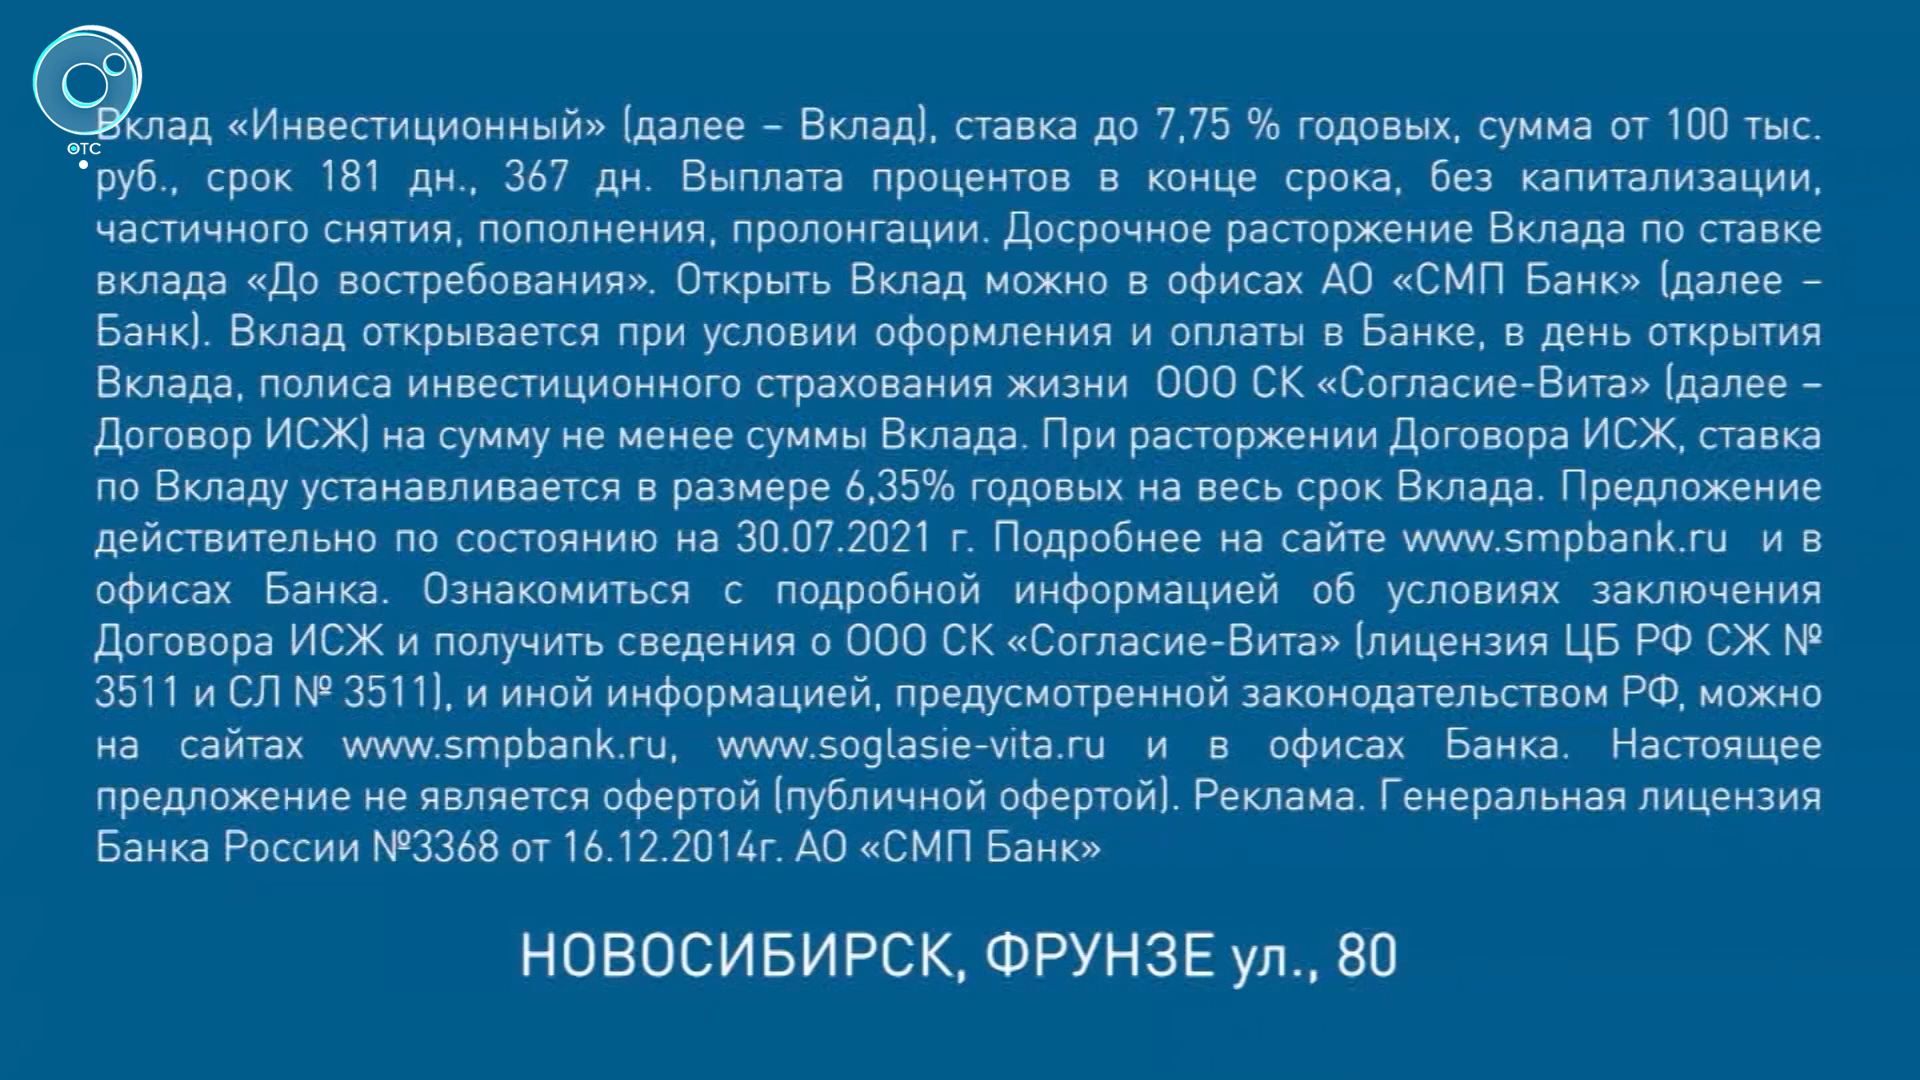 ОТС
Вклад «Инвестиционный» (далее – Вклад), ставка до 7,75 % годовых, сумма от 100 тыс.
руб., срок 181 дн., 367 дн. Выплата процентов в конце срока, без капитализации,
частичного снятия, пополнения, пролонгации. Досрочное расторжение Вклада по ставке
вклада «До востребования». Открыть Вклад можно в офисах АО «СМП Банк» (далее –
Банк). Вклад открывается при условии оформления и оплаты в Банке, в день открытия
Вклада, полиса инвестиционного страхования жизни ООО СК «Согласие-Вита» (далее –
Договор ИСЖ) на сумму не менее суммы Вклада. При расторжении Договора ИСЖ, ставка
по Вкладу устанавливается в размере 6,35% годовых на весь срок Вклада. Предложение
действительно по состоянию на 30.07.2021 г. Подробнее на сайте www.smpbank.ru и в
офисах Банка. Ознакомиться с подробной информацией об условиях заключения
Договора ИСЖ и получить сведения о ООО СК «Согласие-Вита» (лицензия ЦБ РФ СЖ №
3511 и СЛ № 3511), и иной информацией, предусмотренной законодательством РФ, можно
на сайтах www.smpbank.ru, www.soglasie-vita.ru и в офисах Банка. Настоящее
предложение не является офертой (публичной офертой). Реклама. Генеральная лицензия
Банка России №3368 от 16.12.2014г. АО «СМП Банк»
НОВОСИБИРСК, ФРУНЗЕ ул., 80